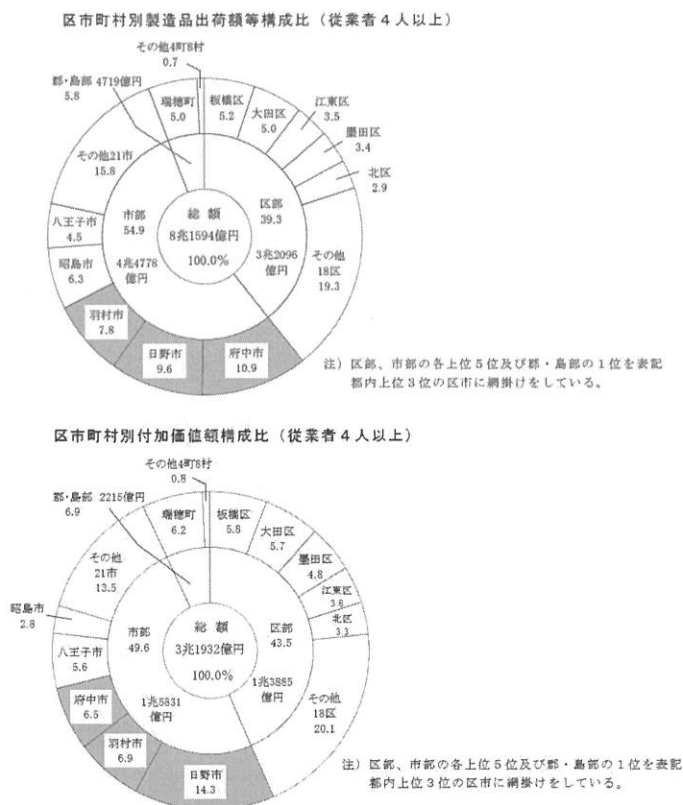 区市町村別製造品出荷額等構成比（従業者４人以上）
その他4町8村
0.7
郡・島部 4719億円
5.8
瑞穂町
5.0
板橋区
5.2
大田区
5.0
江東区
3.5
墨田区
3.4
北区
2.9
その他
18区
19.3
府中市
10.9
日野市
9.6
羽村市
7.8
昭島市
6.3
八王子市
4.5
その他21市
15.8
市部
54.9
4兆4778
億円
区部
39.3
3兆2096
億円
総 額
8兆1594億円
100.0%
注）区部、市部の各上位５位及び郡・島部の１位を表記
都内上位３位の区市に網掛けをしている。
区市町村別付加価値額構成比（従業者４人以上）
その他4町8村
0.8
郡・島部 2215億円
6.9
瑞穂町
6.2
板橋区
5.8
大田区
5.7
墨田区
4.8
江東区
3.8
北区
3.3
その他
18区
20.1
日野市
14.3
羽村市
6.9
府中市
6.5
八王子市
5.6
昭島市
2.8
その他
21市
13.5
市部
49.6
1兆5831
億円
区部
43.5
1兆3885
億円
総 額
3兆1932億円
100.0%
注）区部、市部の各上位５位及び郡・島部の１位を表記
都内上位３位の区市に網掛けをしている。